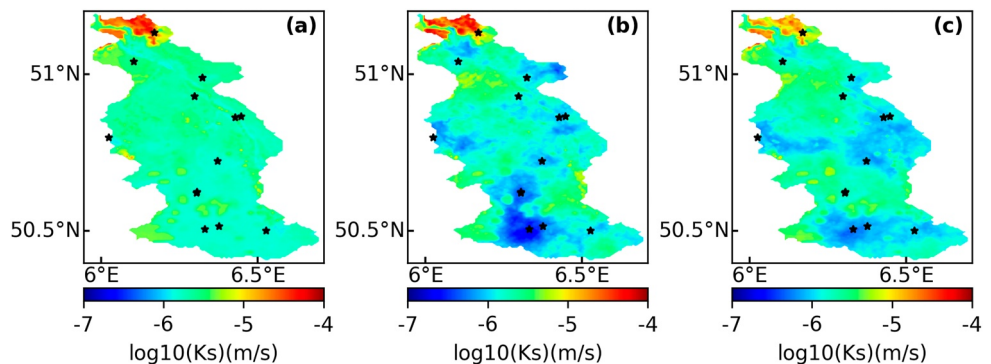 (a) (b) (c)
51°N 51°N 51°N
50.5°N 50.5°N 50.5°N
6°E 6.5°E 6°E 6.5°E 6°E 6.5°E
-7 -6 -5 -4 -7 -6 -5 -4 -7 -6 -5 -4
log10(Ks)(m/s) log10(Ks)(m/s) log10(Ks)(m/s)